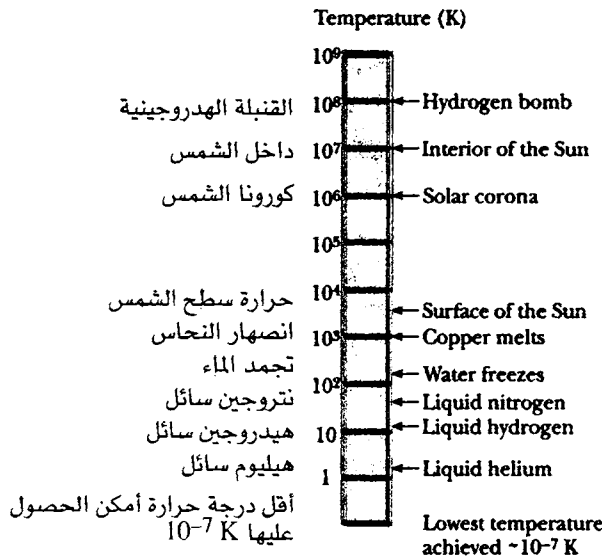 Temperature (K)
10⁹
القنبلة الهدروجينية 10⁸ Hydrogen bomb
داخل الشمس 10⁷ Interior of the Sun
كورونا الشمس 10⁶ Solar corona
10⁵
10⁴
حرارة سطح الشمس Surface of the Sun
انصهار النحاس 10³ Copper melts
تجمد الماء Water freezes
10²
نتروجين سائل Liquid nitrogen
هيدروجين سائل 10 Liquid hydrogen
هيليوم سائل Liquid helium
1
أقل درجة حرارة أمكن الحصول Lowest temperature
عليها 10⁻⁷ K achieved ~10⁻⁷ K